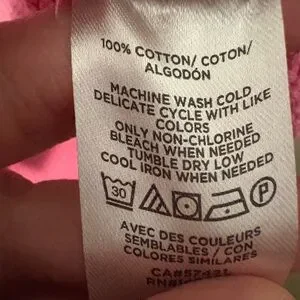 100% COTTON/ COTON/
ALGODÓN
MACHINE WASH COLD
DELICATE CYCLE WITH LIKE
COLORS
ONLY NON-CHLORINE
BLEACH WHEN NEEDED
TUMBLE DRY LOW
COOL IRON WHEN NEEDED
30 P
AVEC DES COULEURS
SEMBLABLES / CON
COLORES SIMILARES